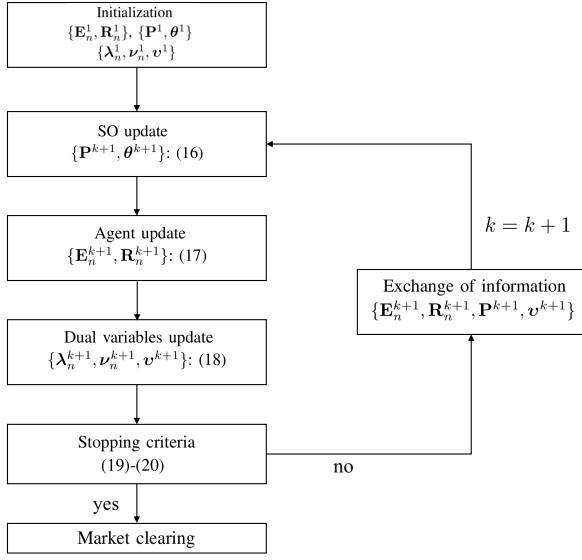 Initialization
{E_n^1, R_n^1}, {P^1, θ^1}
{λ_n^1, ν_n^1, υ^1}
SO update
{P^{k+1}, θ^{k+1}}: (16)
Agent update
{E_n^{k+1}, R_n^{k+1}}: (17)
Dual variables update
{λ_n^{k+1}, ν_n^{k+1}, υ^{k+1}}: (18)
Stopping criteria
(19)-(20)
no
yes
Market clearing
k = k + 1
Exchange of information
{E_n^{k+1}, R_n^{k+1}, P^{k+1}, υ^{k+1}}